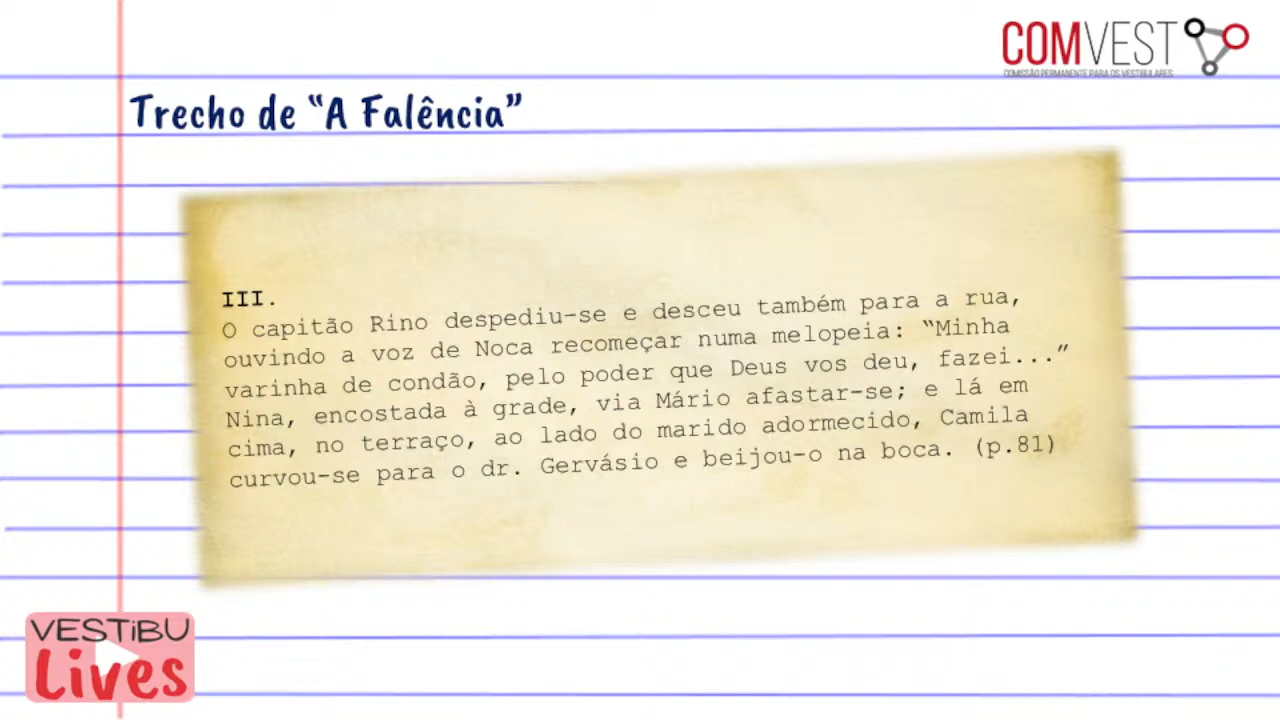 COMVEST
COMISSÃO PERMANENTE PARA OS VESTIBULARES
Trecho de “A Falência”
III.
O capitão Rino despediu-se e desceu também para a rua,
ouvindo a voz de Noca recomeçar numa melopeia: “Minha
varinha de condão, pelo poder que Deus vos deu, fazei...”
Nina, encostada à grade, via Mário afastar-se; e lá em
cima, no terraço, ao lado do marido adormecido, Camila
curvou-se para o dr. Gervásio e beijou-o na boca. (p.81)
VESTiBU
Lives